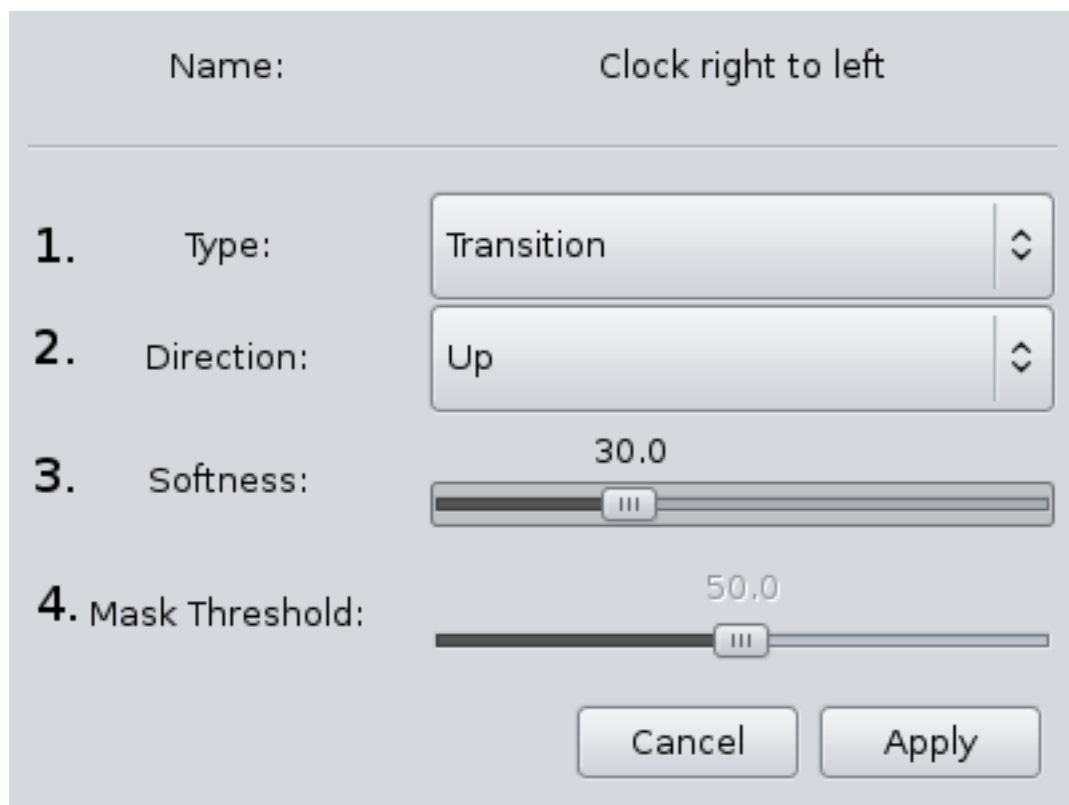 Name: Clock right to left
1. Type: Transition
2. Direction: Up
30.0
3. Softness:
50.0
4. Mask Threshold:
Cancel Apply